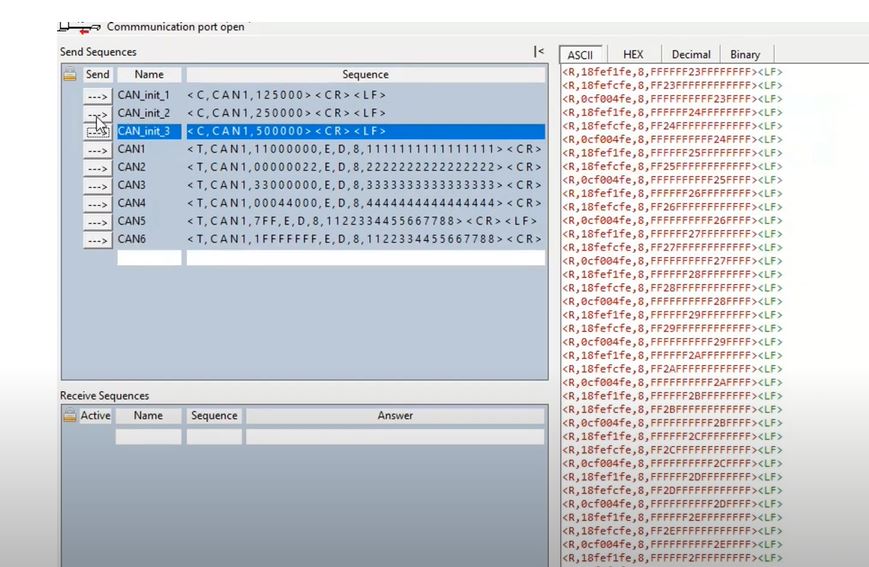 Commmunication port open
Send Sequences
|<
Send Name Sequence
---> CAN_init_1 <C,CAN1,125000><CR><LF>
---> CAN_init_2 <C,CAN1,250000><CR><LF>
---> CAN_init_3 <C,CAN1,500000><CR><LF>
---> CAN1 <T,CAN1,11000000,E,D,8,1111111111111111><CR>
---> CAN2 <T,CAN1,00000022,E,D,8,2222222222222222><CR>
---> CAN3 <T,CAN1,33000000,E,D,8,3333333333333333><CR>
---> CAN4 <T,CAN1,00044000,E,D,8,4444444444444444><CR>
---> CAN5 <T,CAN1,7FF,E,D,8,1122334455667788><CR><LF>
---> CAN6 <T,CAN1,1FFFFFFF,E,D,8,1122334455667788><CR>
Receive Sequences
Active Name Sequence Answer
ASCII HEX Decimal Binary
<R,18fef1fe,8,FFFFFF23FFFFFFFF><LF>
<R,18fefcfe,8,FF23FFFFFFFFFFFF><LF>
<R,0cf004fe,8,FFFFFFFFFF23FFFF><LF>
<R,18fef1fe,8,FFFFFF24FFFFFFFF><LF>
<R,18fefcfe,8,FF24FFFFFFFFFFFF><LF>
<R,0cf004fe,8,FFFFFFFFFF24FFFF><LF>
<R,18fef1fe,8,FFFFFF25FFFFFFFF><LF>
<R,18fefcfe,8,FF25FFFFFFFFFFFF><LF>
<R,0cf004fe,8,FFFFFFFFFF25FFFF><LF>
<R,18fef1fe,8,FFFFFF26FFFFFFFF><LF>
<R,18fefcfe,8,FF26FFFFFFFFFFFF><LF>
<R,0cf004fe,8,FFFFFFFFFF26FFFF><LF>
<R,18fef1fe,8,FFFFFF27FFFFFFFF><LF>
<R,18fefcfe,8,FF27FFFFFFFFFFFF><LF>
<R,0cf004fe,8,FFFFFFFFFF27FFFF><LF>
<R,18fef1fe,8,FFFFFF28FFFFFFFF><LF>
<R,18fefcfe,8,FF28FFFFFFFFFFFF><LF>
<R,0cf004fe,8,FFFFFFFFFF28FFFF><LF>
<R,18fef1fe,8,FFFFFF29FFFFFFFF><LF>
<R,18fefcfe,8,FF29FFFFFFFFFFFF><LF>
<R,0cf004fe,8,FFFFFFFFFF29FFFF><LF>
<R,18fef1fe,8,FFFFFF2AFFFFFFFF><LF>
<R,18fefcfe,8,FF2AFFFFFFFFFFFF><LF>
<R,0cf004fe,8,FFFFFFFFFF2AFFFF><LF>
<R,18fef1fe,8,FFFFFF2BFFFFFFFF><LF>
<R,18fefcfe,8,FF2BFFFFFFFFFFFF><LF>
<R,0cf004fe,8,FFFFFFFFFF2BFFFF><LF>
<R,18fef1fe,8,FFFFFF2CFFFFFFFF><LF>
<R,18fefcfe,8,FF2CFFFFFFFFFFFF><LF>
<R,0cf004fe,8,FFFFFFFFFF2CFFFF><LF>
<R,18fef1fe,8,FFFFFF2DFFFFFFFF><LF>
<R,18fefcfe,8,FF2DFFFFFFFFFFFF><LF>
<R,0cf004fe,8,FFFFFFFFFF2DFFFF><LF>
<R,18fef1fe,8,FFFFFF2EFFFFFFFF><LF>
<R,18fefcfe,8,FF2EFFFFFFFFFFFF><LF>
<R,0cf004fe,8,FFFFFFFFFF2EFFFF><LF>
<R,18fef1fe,8,FFFFFF2FFFFFFFFF><LF>